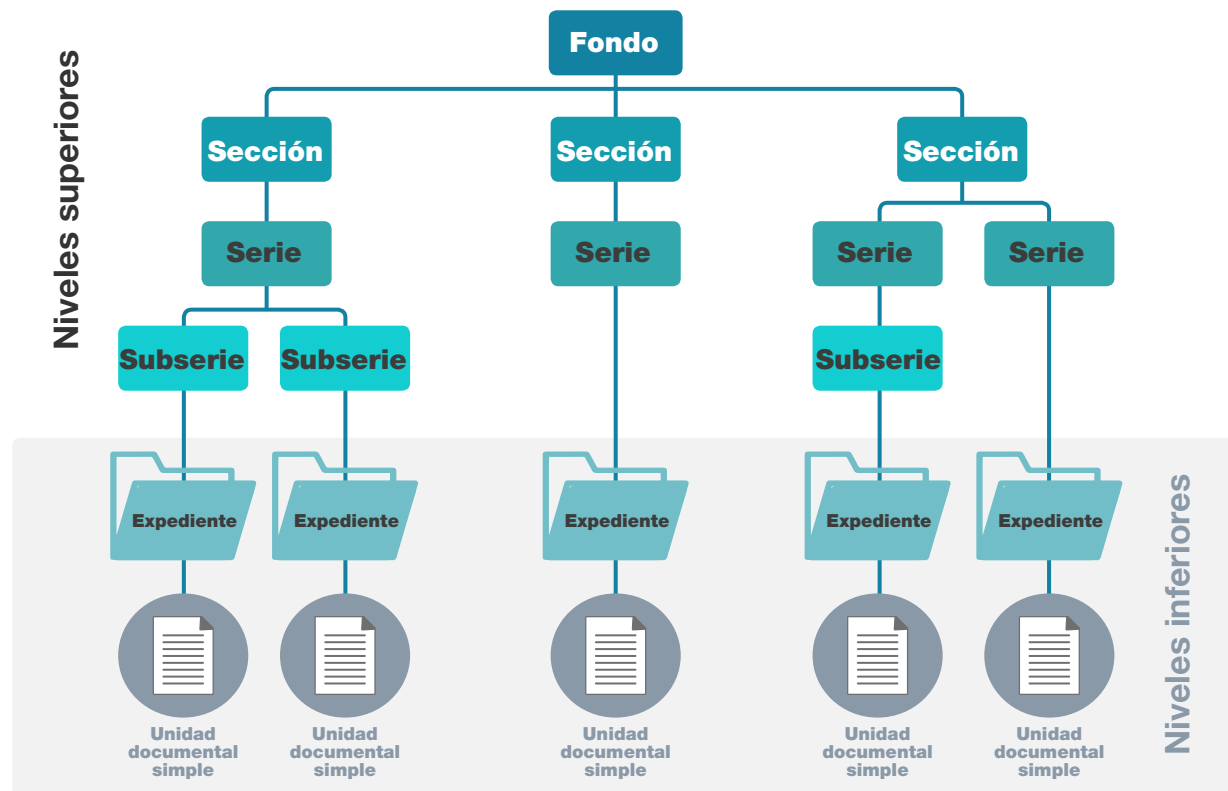 Niveles superiores
Fondo
Sección
Sección
Sección
Serie
Serie
Serie
Serie
Subserie
Subserie
Subserie
Expediente
Expediente
Expediente
Expediente
Expediente
Niveles inferiores
Unidad
documental
simple
Unidad
documental
simple
Unidad
documental
simple
Unidad
documental
simple
Unidad
documental
simple